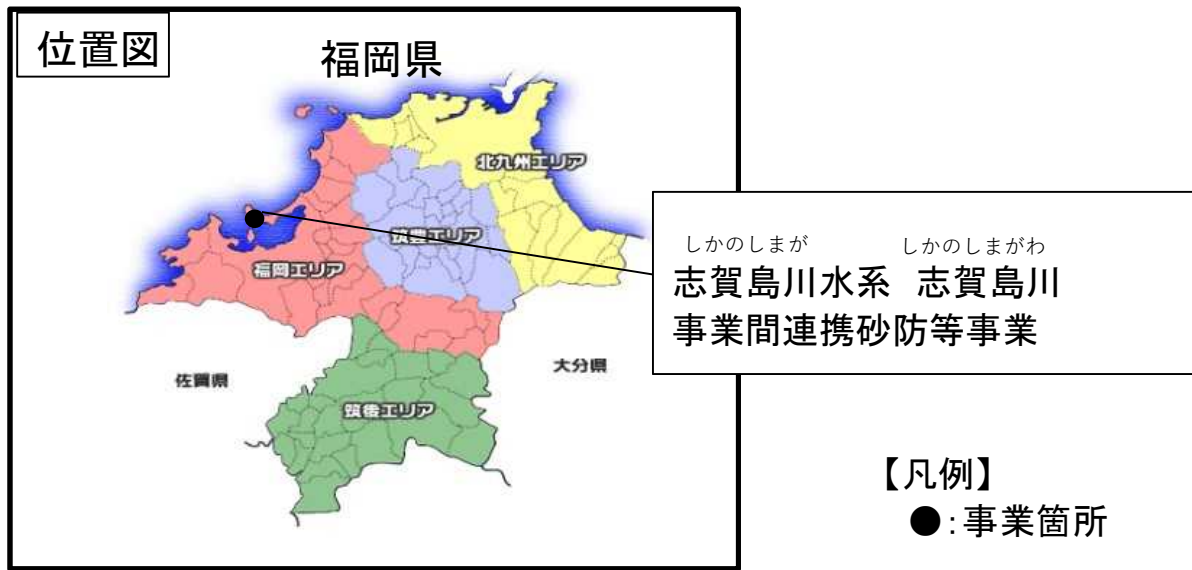 位置図
福岡県
北九州エリア
筑豊エリア
福岡エリア
しかのしまが しかのしまがわ
志賀島川水系 志賀島川
事業間連携砂防等事業
佐賀県
大分県
筑後エリア
【凡例】
●:事業箇所